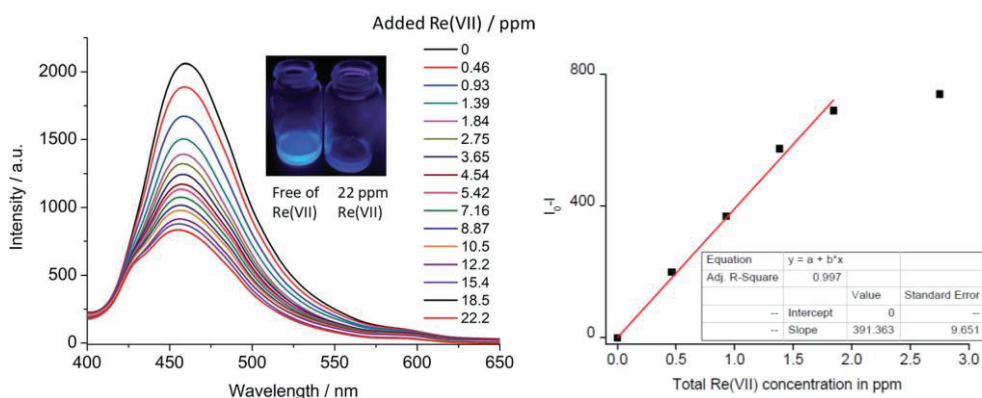 Added Re(VII) / ppm
0
0.46
0.93
1.39
1.84
2.75
3.65
4.54
5.42
7.16
8.87
10.5
12.2
15.4
18.5
22.2
Free of 22 ppm
Re(VII) Re(VII)
Intensity / a.u.
2000
1500
1000
500
0
400 450 500 550 600 650
Wavelength / nm
I₀-I
800
400
0
Equation y = a + b*x
Adj. R-Square 0.997
Value Standard Error
-- Intercept 0 --
-- Slope 391.363 9.651
0.0 0.5 1.0 1.5 2.0 2.5 3.0
Total Re(VII) concentration in ppm